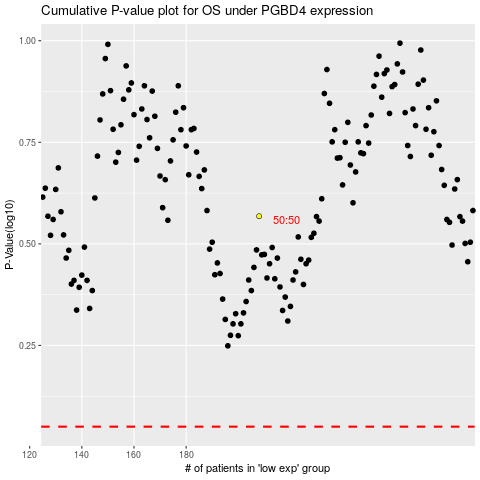 Cumulative P-value plot for OS under PGBD4 expression
P-Value(log10)
1.00
0.75
0.50
0.25
50:50
120 140 160 180
# of patients in 'low exp' group